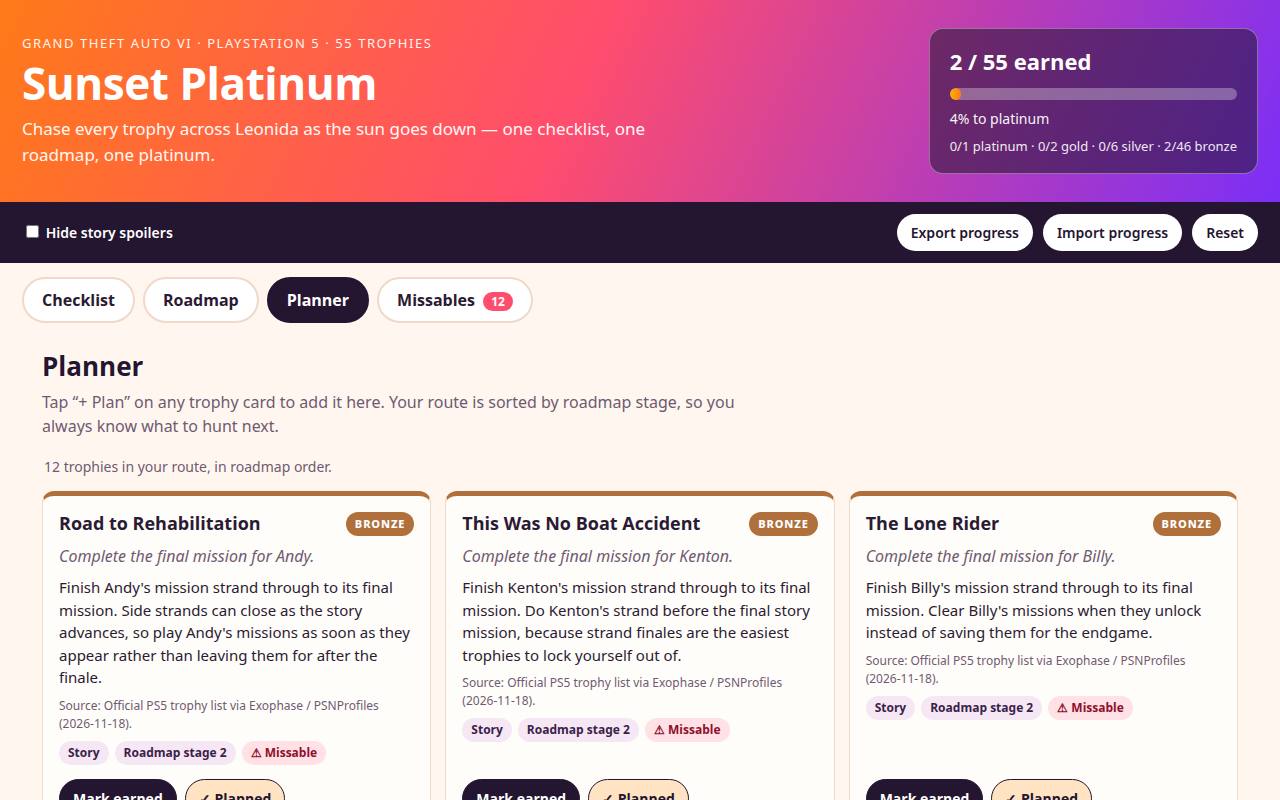 GRAND THEFT AUTO VI · PLAYSTATION 5 · 55 TROPHIES
Sunset Platinum
Chase every trophy across Leonida as the sun goes down — one checklist, one
roadmap, one platinum.
2 / 55 earned
4% to platinum
0/1 platinum · 0/2 gold · 0/6 silver · 2/46 bronze
Hide story spoilers
Export progress
Import progress
Reset
Checklist
Roadmap
Planner
Missables 12
Planner
Tap “+ Plan” on any trophy card to add it here. Your route is sorted by roadmap stage, so you
always know what to hunt next.
12 trophies in your route, in roadmap order.
Road to Rehabilitation
BRONZE
Complete the final mission for Andy.
Finish Andy's mission strand through to its final
mission. Side strands can close as the story
advances, so play Andy's missions as soon as they
appear rather than leaving them for after the
finale.
Source: Official PS5 trophy list via Exophase / PSNProfiles
(2026-11-18).
Story
Roadmap stage 2
⚠ Missable
Mark earned
✓ Planned
This Was No Boat Accident
BRONZE
Complete the final mission for Kenton.
Finish Kenton's mission strand through to its final
mission. Do Kenton's strand before the final story
mission, because strand finales are the easiest
trophies to lock yourself out of.
Source: Official PS5 trophy list via Exophase / PSNProfiles
(2026-11-18).
Story
Roadmap stage 2
⚠ Missable
Mark earned
✓ Planned
The Lone Rider
BRONZE
Complete the final mission for Billy.
Finish Billy's mission strand through to its final
mission. Clear Billy's missions when they unlock
instead of saving them for the endgame.
Source: Official PS5 trophy list via Exophase / PSNProfiles
(2026-11-18).
Story
Roadmap stage 2
⚠ Missable
Mark earned
✓ Planned